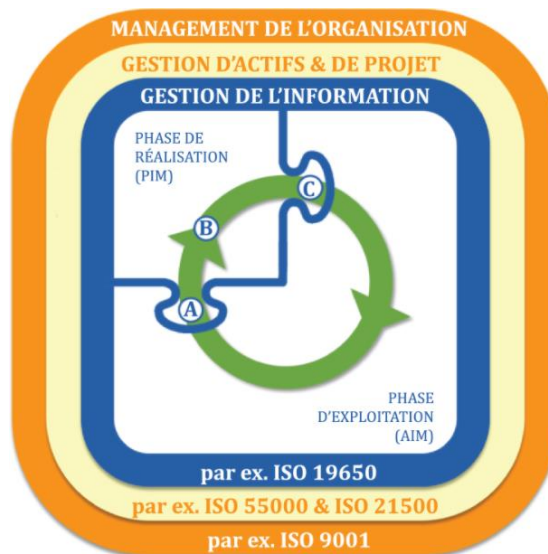 MANAGEMENT DE L'ORGANISATION
GESTION D'ACTIFS & DE PROJET
GESTION DE L'INFORMATION
PHASE DE
RÉALISATION
(PIM)
C
B
A
PHASE
D'EXPLOITATION
(AIM)
par ex. ISO 19650
par ex. ISO 55000 & ISO 21500
par ex. ISO 9001